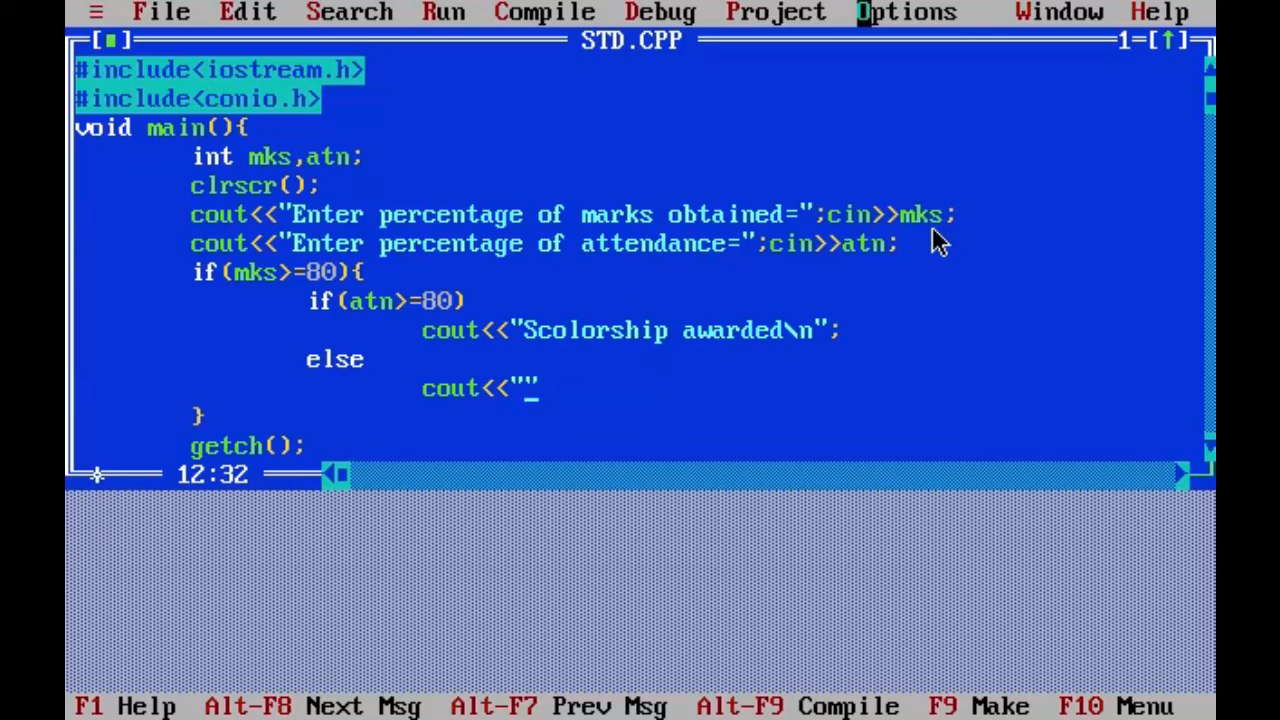 ≡ File Edit Search Run Compile Debug Project Options Window Help
[■] STD.CPP 1=[↑]
#include<iostream.h>
#include<conio.h>
void main(){
int mks,atn;
clrscr();
cout<<"Enter percentage of marks obtained=";cin>>mks;
cout<<"Enter percentage of attendance=";cin>>atn;
if(mks>=80){
if(atn>=80)
cout<<"Scolorship awarded\n";
else
cout<<""
}
getch();
12:32
F1 Help Alt-F8 Next Msg Alt-F7 Prev Msg Alt-F9 Compile F9 Make F10 Menu